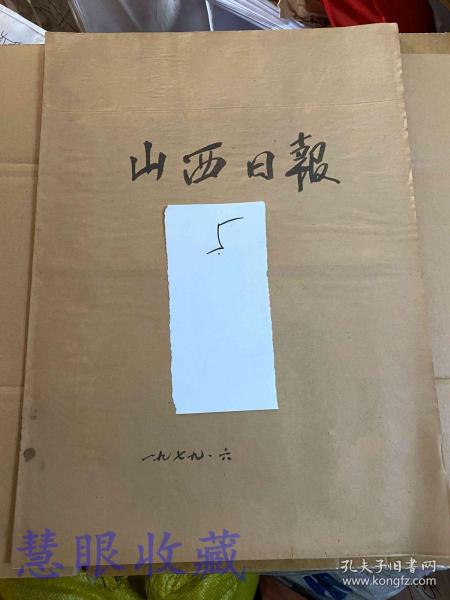 山西日報
5.
一九七九.六
慧眼收藏
孔夫子旧书网
www.kongfz.com